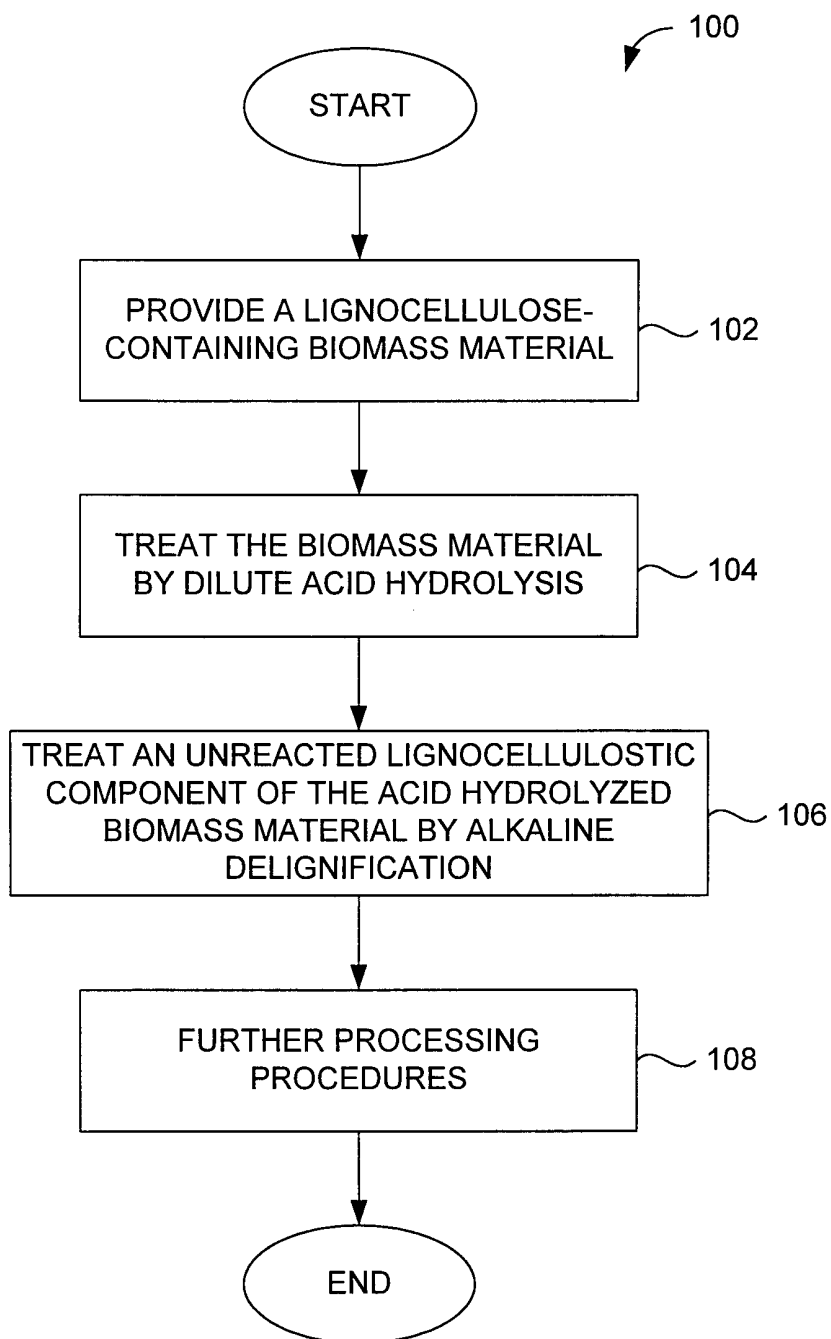 100
START
PROVIDE A LIGNOCELLULOSE-
CONTAINING BIOMASS MATERIAL
102
TREAT THE BIOMASS MATERIAL
BY DILUTE ACID HYDROLYSIS
104
TREAT AN UNREACTED LIGNOCELLULOSTIC
COMPONENT OF THE ACID HYDROLYZED
BIOMASS MATERIAL BY ALKALINE
DELIGNIFICATION
106
FURTHER PROCESSING
PROCEDURES
108
END